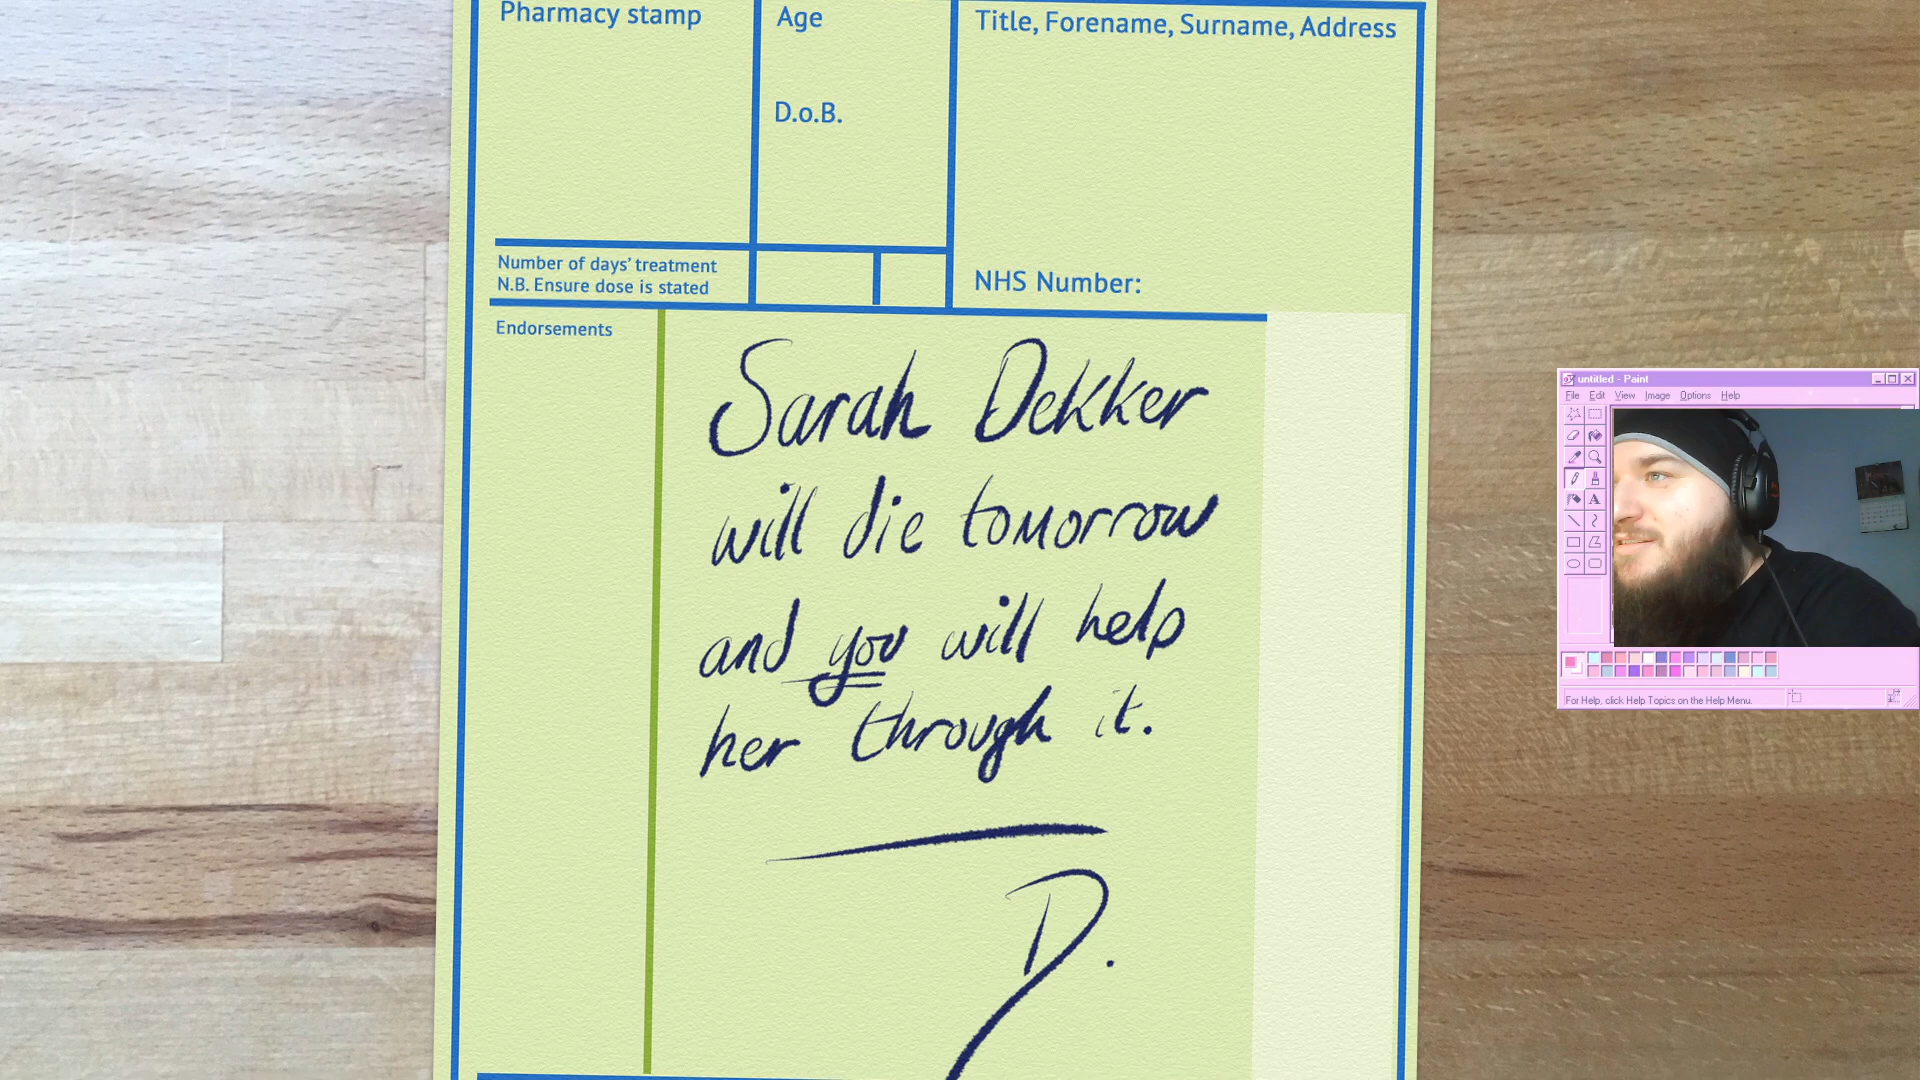 Pharmacy stamp
Age
D.o.B.
Title, Forename, Surname, Address
Number of days' treatment
N.B. Ensure dose is stated
NHS Number:
Endorsements
Sarah Dekker
will die tomorrow
and you will help
her through it.
D.
untitled - Paint
File Edit View Image Options Help
A
For Help, click Help Topics on the Help Menu.